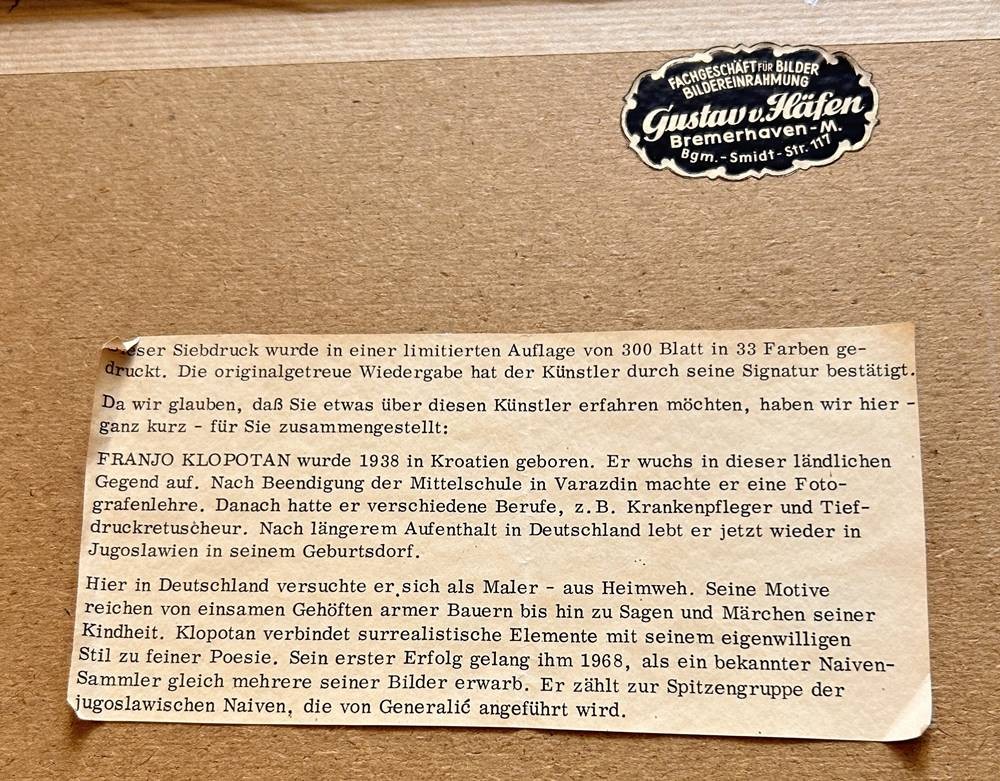 FACHGESCHÄFT FÜR BILDER
BILDEREINRAHMUNG
Gustav v. Häfen
Bremerhaven-M.
Bgm.-Smidt-Str. 117
Dieser Siebdruck wurde in einer limitierten Auflage von 300 Blatt in 33 Farben ge-
druckt. Die originalgetreue Wiedergabe hat der Künstler durch seine Signatur bestätigt.
Da wir glauben, daß Sie etwas über diesen Künstler erfahren möchten, haben wir hier -
ganz kurz - für Sie zusammengestellt:
FRANJO KLOPOTAN wurde 1938 in Kroatien geboren. Er wuchs in dieser ländlichen
Gegend auf. Nach Beendigung der Mittelschule in Varazdin machte er eine Foto-
grafenlehre. Danach hatte er verschiedene Berufe, z.B. Krankenpfleger und Tief-
druckretuscheur. Nach längerem Aufenthalt in Deutschland lebt er jetzt wieder in
Jugoslawien in seinem Geburtsdorf.
Hier in Deutschland versuchte er sich als Maler - aus Heimweh. Seine Motive
reichen von einsamen Gehöften armer Bauern bis hin zu Sagen und Märchen seiner
Kindheit. Klopotan verbindet surrealistische Elemente mit seinem eigenwilligen
Stil zu feiner Poesie. Sein erster Erfolg gelang ihm 1968, als ein bekannter Naiven-
Sammler gleich mehrere seiner Bilder erwarb. Er zählt zur Spitzengruppe der
jugoslawischen Naiven, die von Generalić angeführt wird.